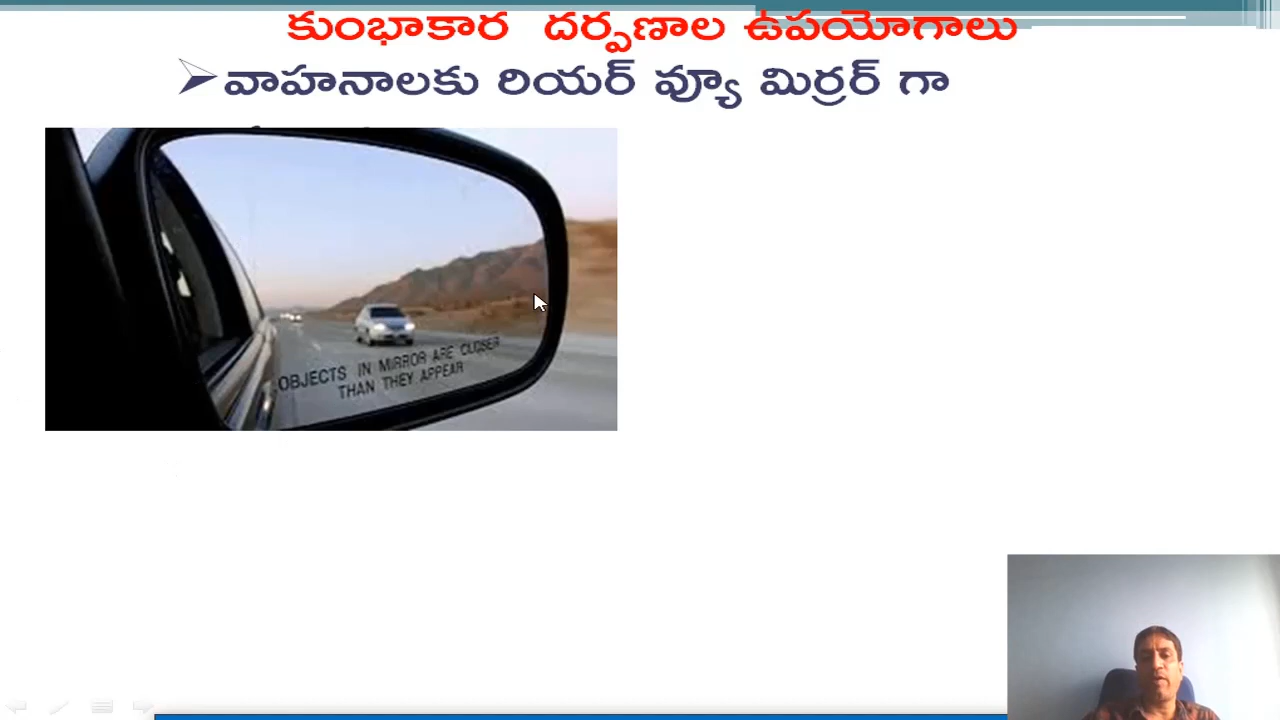 కుంభాకార దర్పణాల ఉపయోగాలు
వాహనాలకు రియర్ వ్యూ మిర్రర్ గా
OBJECTS IN MIRROR ARE CLOSER
THAN THEY APPEAR